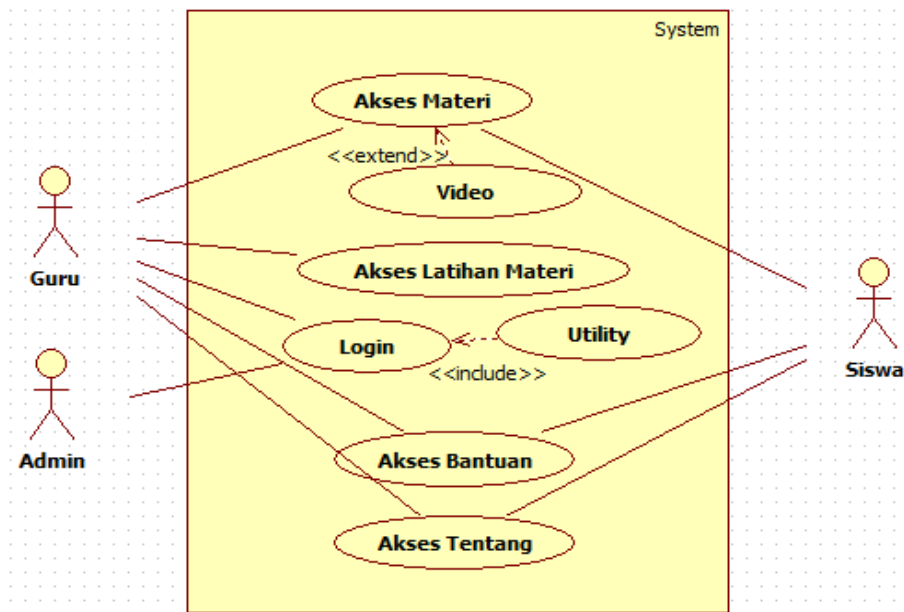 System
Akses Materi
<<extend>>
Video
Guru
Akses Latihan Materi
Login
Utility
<<include>>
Siswa
Admin
Akses Bantuan
Akses Tentang